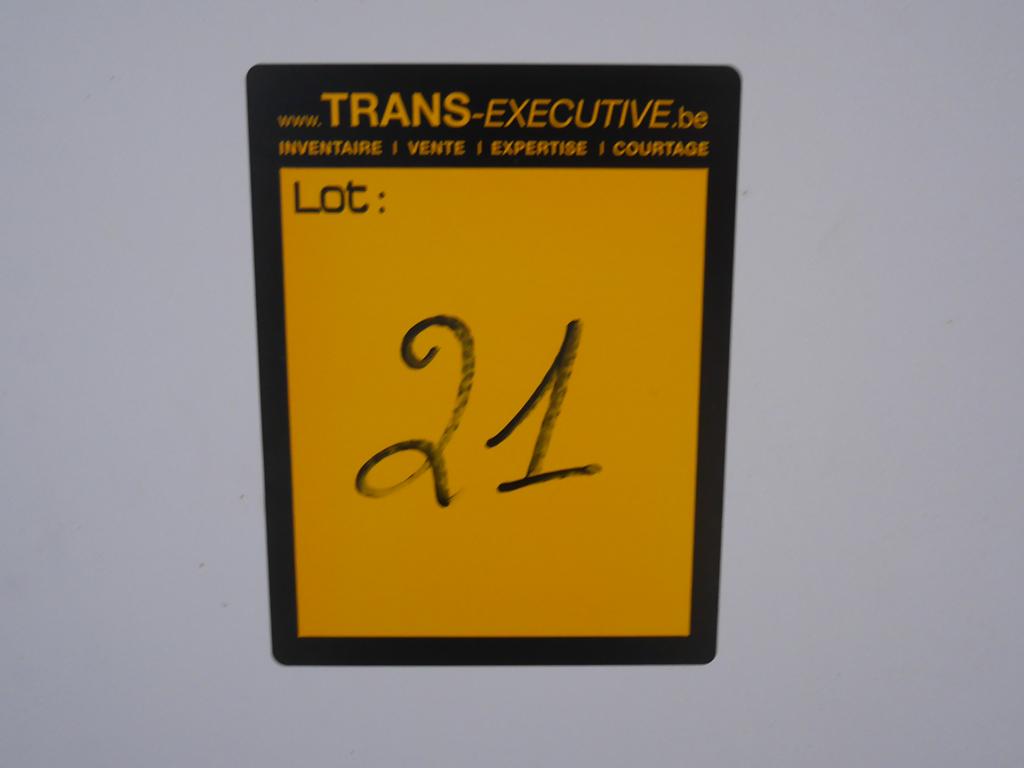 www.TRANS-EXECUTIVE.be
INVENTAIRE | VENTE | EXPERTISE | COURTAGE
Lot:
21